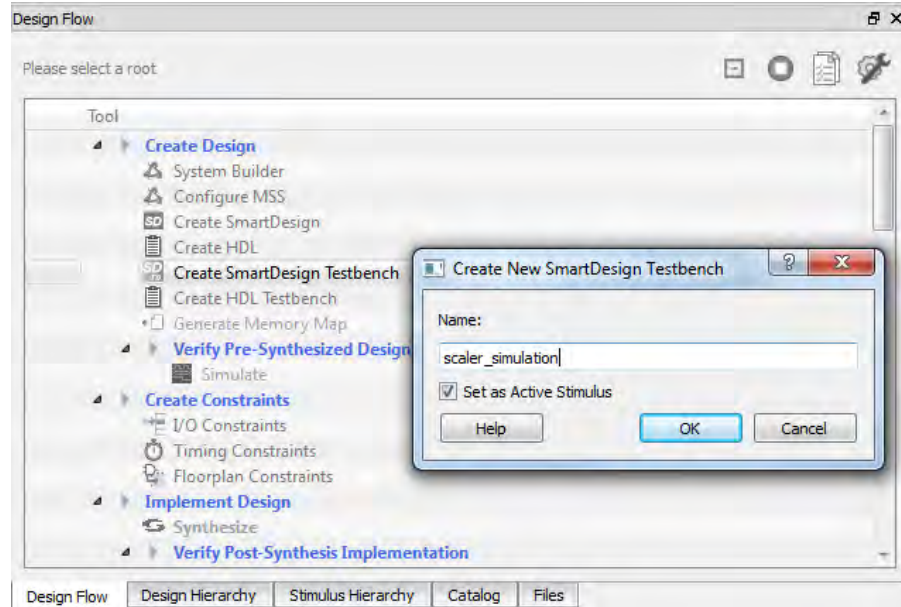 Design Flow
Please select a root
Tool
Create Design
System Builder
Configure MSS
SD Create SmartDesign
Create HDL
SD Create SmartDesign Testbench
Create HDL Testbench
Generate Memory Map
Verify Pre-Synthesized Design
Simulate
Create Constraints
I/O Constraints
Timing Constraints
Floorplan Constraints
Implement Design
Synthesize
Verify Post-Synthesis Implementation
Create New SmartDesign Testbench
Name:
scaler_simulation
Set as Active Stimulus
Help OK Cancel
Design Flow Design Hierarchy Stimulus Hierarchy Catalog Files